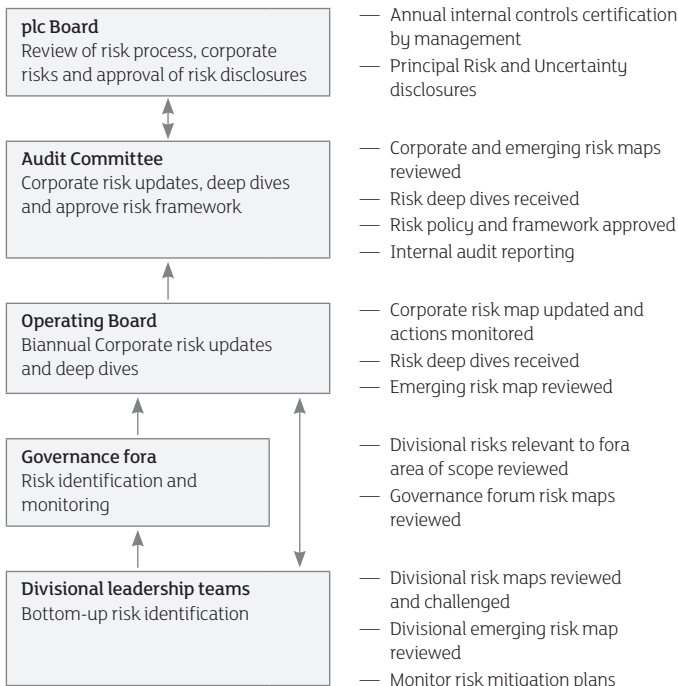 plc Board
Review of risk process, corporate
risks and approval of risk disclosures
— Annual internal controls certification
by management
— Principal Risk and Uncertainty
disclosures
Audit Committee
Corporate risk updates, deep dives
and approve risk framework
— Corporate and emerging risk maps
reviewed
— Risk deep dives received
— Risk policy and framework approved
— Internal audit reporting
Operating Board
Biannual Corporate risk updates
and deep dives
— Corporate risk map updated and
actions monitored
— Risk deep dives received
— Emerging risk map reviewed
Governance fora
Risk identification and
monitoring
— Divisional risks relevant to fora
area of scope reviewed
— Governance forum risk maps
reviewed
Divisional leadership teams
Bottom-up risk identification
— Divisional risk maps reviewed
and challenged
— Divisional emerging risk map
reviewed
— Monitor risk mitigation plans